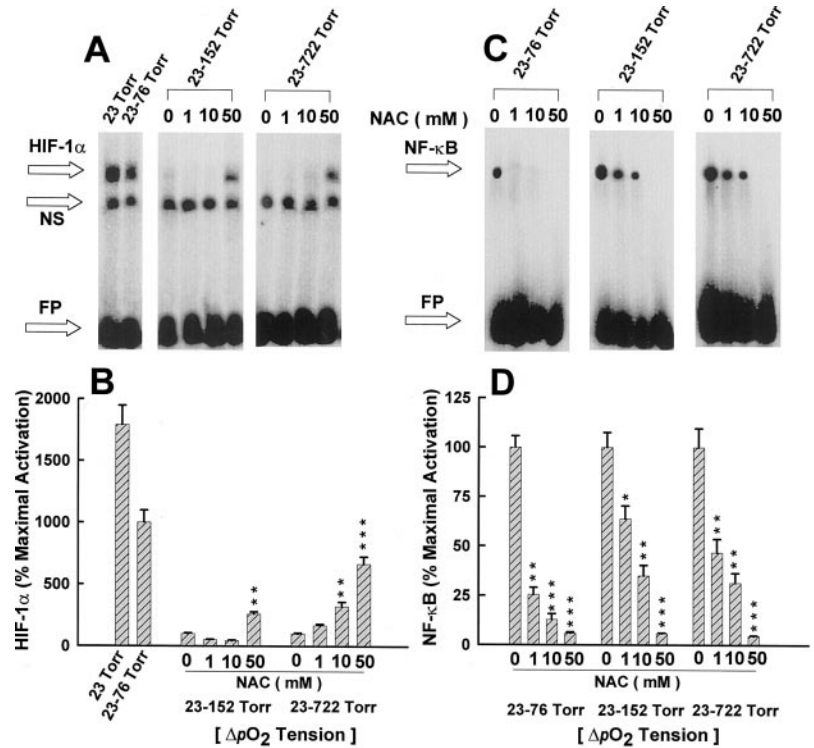 A
23 Torr
23-76 Torr
23-152 Torr
23-722 Torr
0 1 10 50 0 1 10 50
HIF-1α
NS
FP
C
23-76 Torr
23-152 Torr
23-722 Torr
NAC ( mM)
0 1 10 50 0 1 10 50 0 1 10 50
NF-κB
FP
B
HIF-1α (% Maximal Activation)
2000
1500
1000
500
0
** ** ***
23 Torr
23-76 Torr
0 1 10 50 0 1 10 50
NAC ( mM )
23-152 Torr 23-722 Torr
[ ΔpO2 Tension ]
D
NF-κB (% Maximal Activation)
125
100
75
50
25
0
** *** *** * ** *** ** ** ***
0 1 10 50 0 1 10 50 0 1 10 50
NAC ( mM )
23-76 Torr 23-152 Torr 23-722 Torr
[ ΔpO2 Tension ]